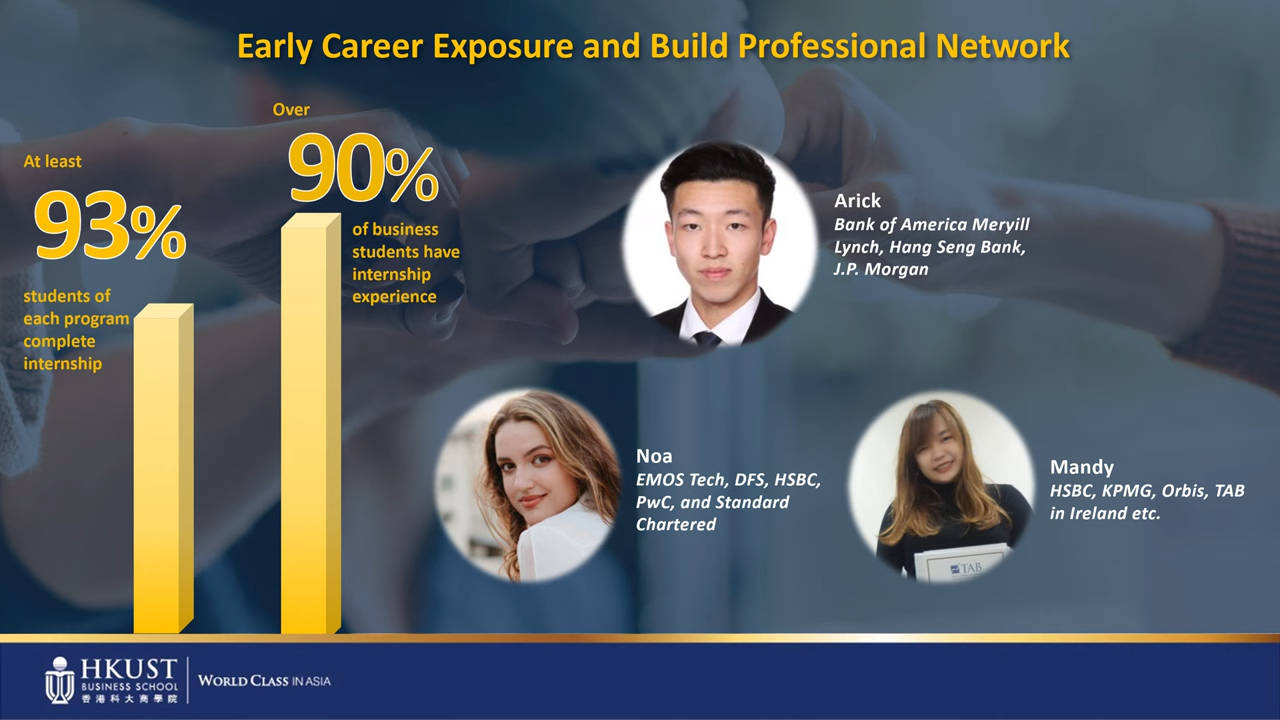 Early Career Exposure and Build Professional Network
At least
93%
students of
each program
complete
internship
Over
90%
of business
students have
internship
experience
Arick
Bank of America Meryill
Lynch, Hang Seng Bank,
J.P. Morgan
Noa
EMOS Tech, DFS, HSBC,
PwC, and Standard
Chartered
Mandy
HSBC, KPMG, Orbis, TAB
in Ireland etc.
TAB
HKUST
BUSINESS SCHOOL
香港科大商學院
WORLD CLASS IN ASIA